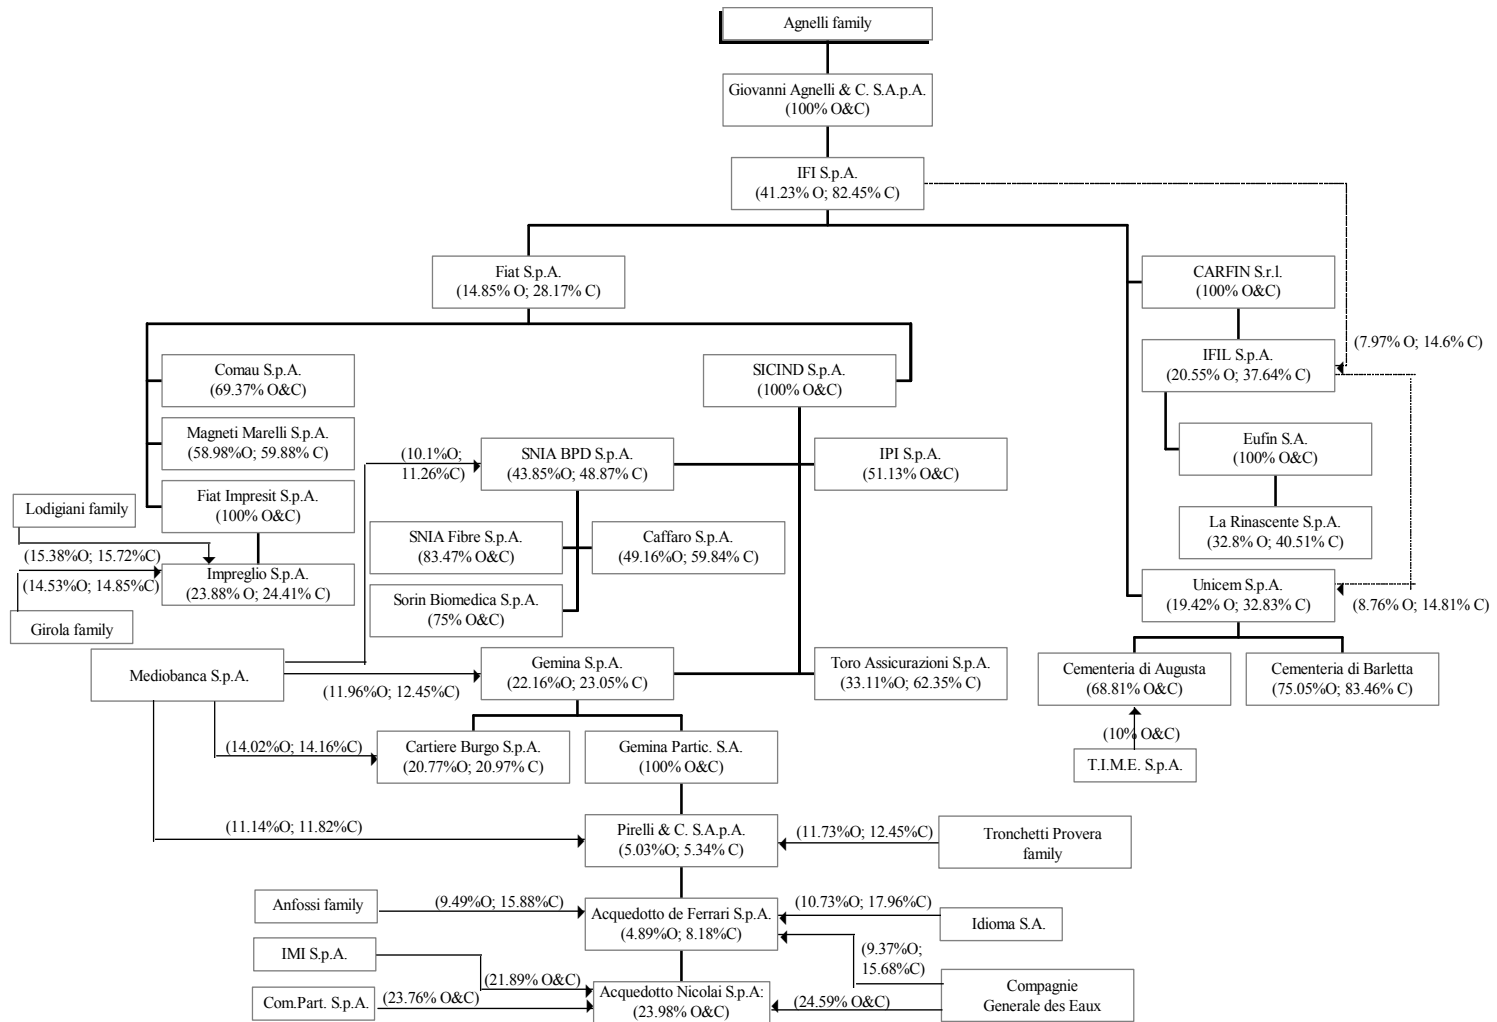 Agnelli family
Giovanni Agnelli & C. S.A.p.A.
(100% O&C)
IFI S.p.A.
(41.23% O; 82.45% C)
Fiat S.p.A.
(14.85% O; 28.17% C)
CARFIN S.r.l.
(100% O&C)
(7.97% O; 14.6% C)
Comau S.p.A.
(69.37% O&C)
SICIND S.p.A.
(100% O&C)
IFIL S.p.A.
(20.55% O; 37.64% C)
Magneti Marelli S.p.A.
(58.98%O; 59.88% C)
(10.1%O;
11.26%C)
SNIA BPD S.p.A.
(43.85%O; 48.87% C)
IPI S.p.A.
(51.13% O&C)
Eufin S.A.
(100% O&C)
Lodigiani family
Fiat Impresit S.p.A.
(100% O&C)
SNIA Fibre S.p.A.
(83.47% O&C)
Caffaro S.p.A.
(49.16%O; 59.84% C)
La Rinascente S.p.A.
(32.8% O; 40.51% C)
(15.38%O; 15.72%C)
(14.53%O; 14.85%C)
Impreglio S.p.A.
(23.88% O; 24.41% C)
Sorin Biomedica S.p.A.
(75% O&C)
Unicem S.p.A.
(19.42% O; 32.83% C)
(8.76% O; 14.81% C)
Girola family
Mediobanca S.p.A.
(11.96%O; 12.45%C)
Gemina S.p.A.
(22.16%O; 23.05% C)
Toro Assicurazioni S.p.A.
(33.11%O; 62.35% C)
Cementeria di Augusta
(68.81% O&C)
Cementeria di Barletta
(75.05%O; 83.46% C)
(14.02%O; 14.16%C)
Cartiere Burgo S.p.A.
(20.77%O; 20.97% C)
Gemina Partic. S.A.
(100% O&C)
(10% O&C)
T.I.M.E. S.p.A.
(11.14%O; 11.82%C)
Pirelli & C. S.A.p.A.
(5.03%O; 5.34% C)
(11.73%O; 12.45%C)
Tronchetti Provera
family
Anfossi family
(9.49%O; 15.88%C)
Acquedotto de Ferrari S.p.A.
(4.89%O; 8.18%C)
(10.73%O; 17.96%C)
Idioma S.A.
IMI S.p.A.
(9.37%O;
15.68%C)
(21.89% O&C)
Com.Part. S.p.A.
(23.76% O&C)
Acquedotto Nicolai S.p.A:
(23.98% O&C)
(24.59% O&C)
Compagnie
Generale des Eaux